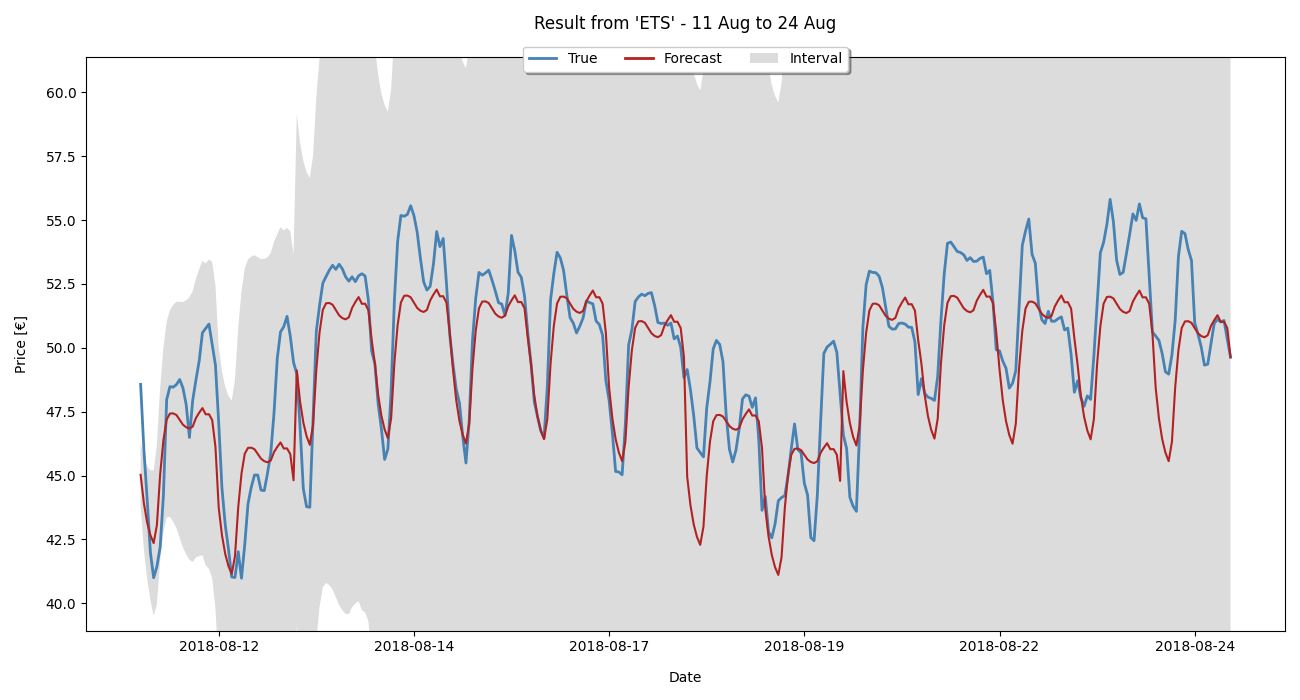 Result from 'ETS' - 11 Aug to 24 Aug
True Forecast Interval
60.0
57.5
55.0
52.5
50.0
47.5
45.0
42.5
40.0
Price [€]
2018-08-12 2018-08-14 2018-08-17 2018-08-19 2018-08-22 2018-08-24
Date